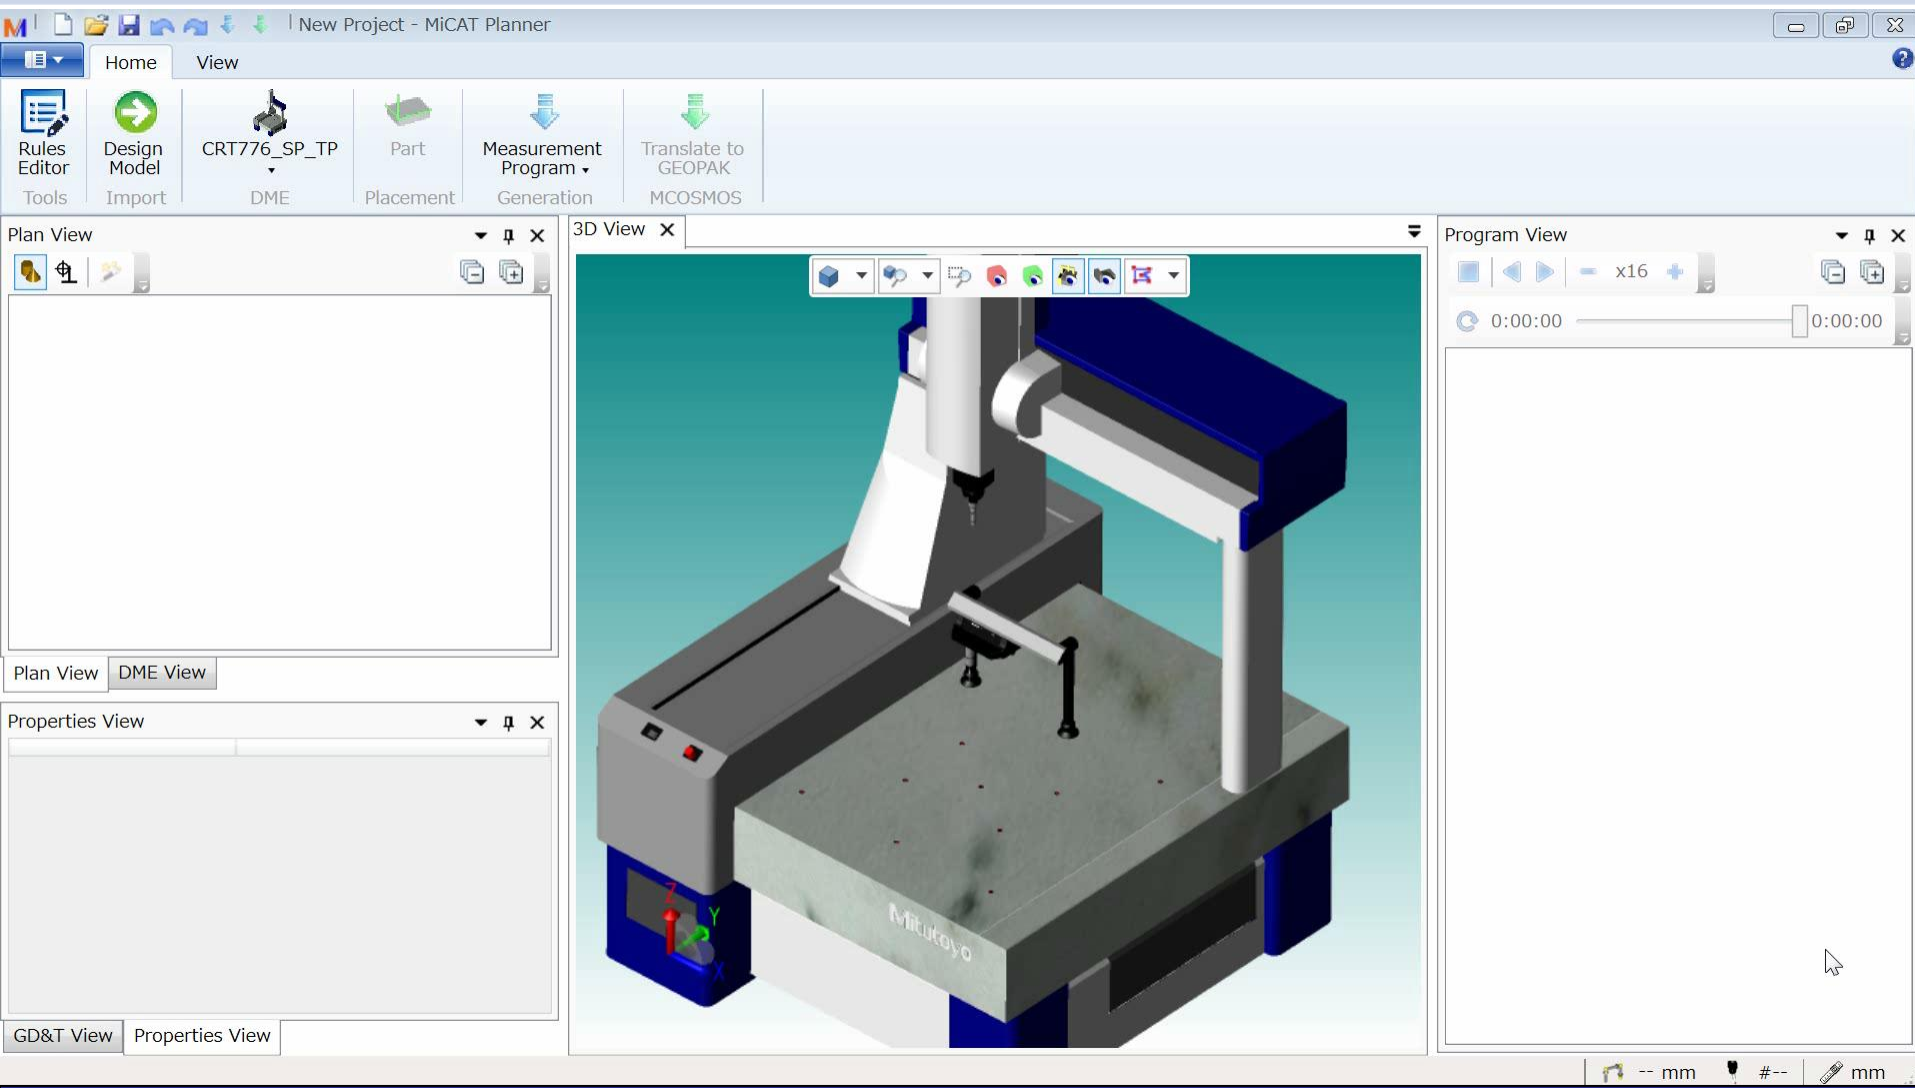 New Project - MiCAT Planner
Home View
Rules Editor
Tools
Design Model
Import
CRT776_SP_TP
DME
Part
Placement
Measurement Program
Generation
Translate to GEOPAK
MCOSMOS
Plan View
3D View
Program View
x16
0:00:00 0:00:00
Plan View DME View
Properties View
Z
Y
X
Mitutoyo
GD&T View Properties View
-- mm #-- mm